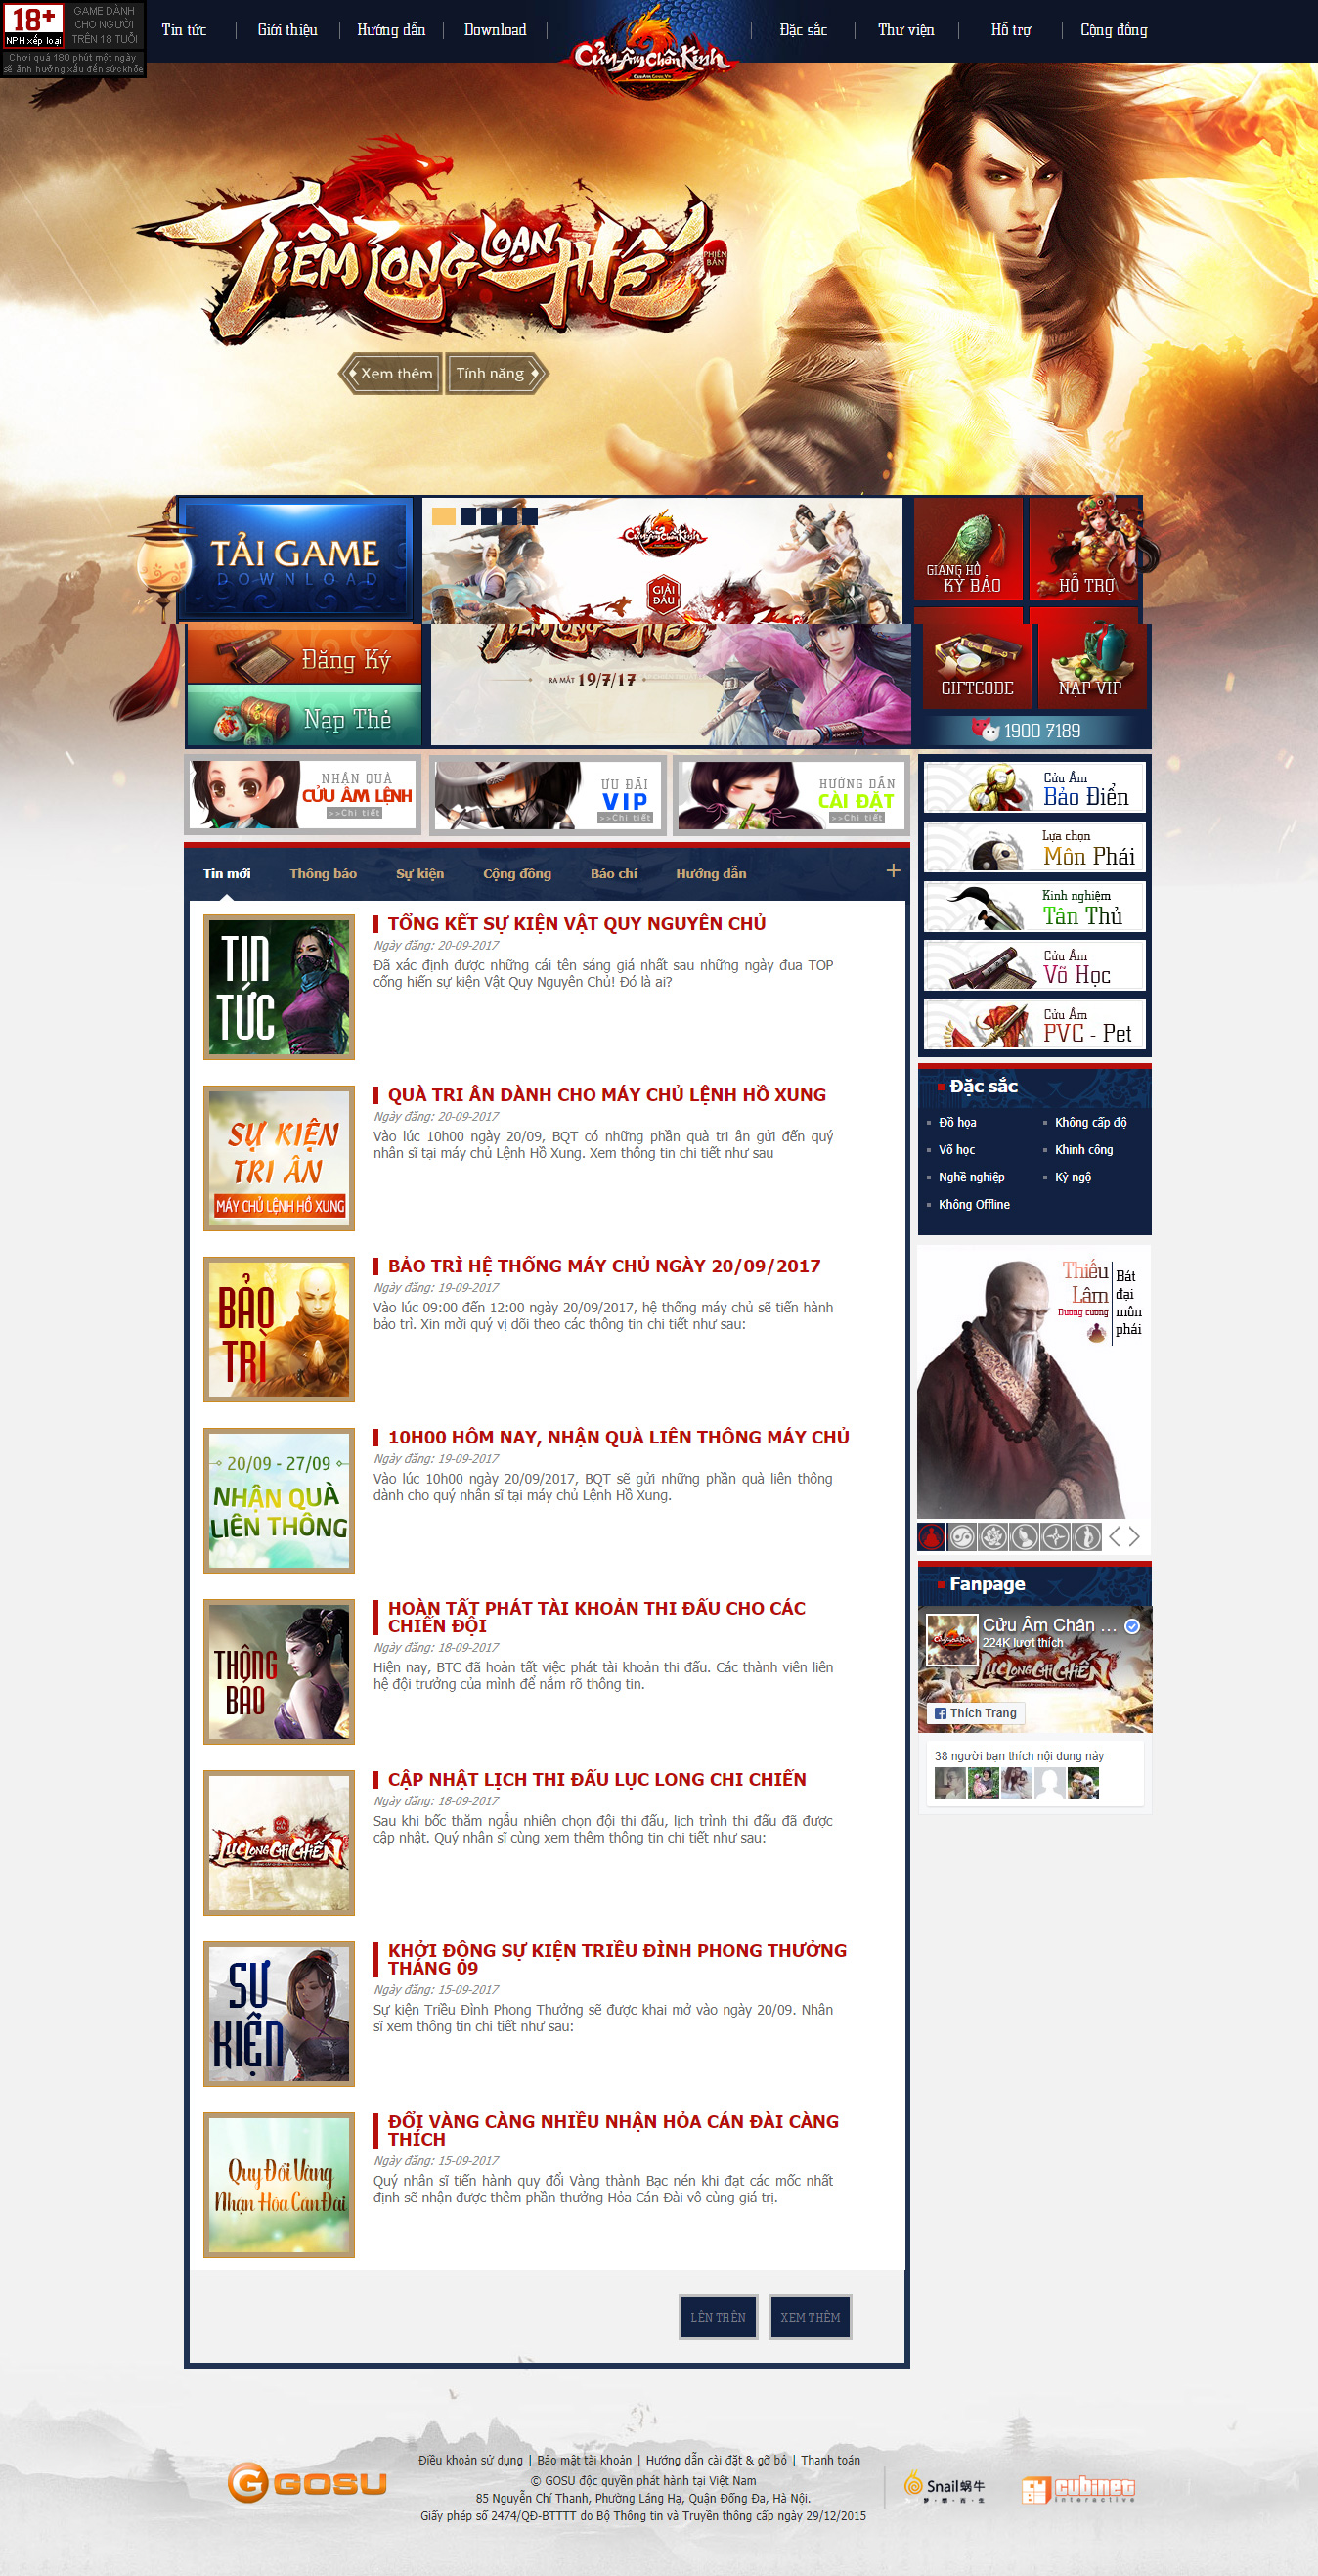 18+
NPH xếp loại
GAME DÀNH
CHO NGƯỜI
TRÊN 18 TUỔI
Chơi quá 180 phút một ngày
sẽ ảnh hưởng xấu đến sức khỏe
Tin tức
Giới thiệu
Hướng dẫn
Download
Cửu Âm Chân Kinh
Đặc sắc
Thư viện
Hỗ trợ
Cộng đồng
TIỀM LONG LOẠN THẾ
PHIÊN BẢN
Xem thêm
Tính năng
TẢI GAME
DOWNLOAD
Đăng Ký
Nạp Thẻ
Cửu Âm Chân Kinh
GIẢI ĐẤU
RA MẮT 19/7/17
GIANG HỒ
KỲ BẢO
HỖ TRỢ
GIFTCODE
NẠP VIP
1900 7189
NHẬN QUÀ
CỬU ÂM LỆNH
>>Chi tiết
ƯU ĐÃI
VIP
>>Chi tiết
HƯỚNG DẪN
CÀI ĐẶT
>>Chi tiết
Cửu Âm
Bảo Điển
Lựa chọn
Môn Phái
Kinh nghiệm
Tân Thủ
Cửu Âm
Võ Học
Cửu Âm
PVC - Pet
Tin mới
Thông báo
Sự kiện
Cộng đồng
Báo chí
Hướng dẫn
+
TIN TỨC
TỔNG KẾT SỰ KIỆN VẬT QUY NGUYÊN CHỦ
Ngày đăng: 20-09-2017
Đã xác định được những cái tên sáng giá nhất sau những ngày đua TOP
cống hiến sự kiện Vật Quy Nguyên Chủ! Đó là ai?
SỰ KIỆN
TRI ÂN
MÁY CHỦ LỆNH HỒ XUNG
QUÀ TRI ÂN DÀNH CHO MÁY CHỦ LỆNH HỒ XUNG
Ngày đăng: 20-09-2017
Vào lúc 10h00 ngày 20/09, BQT có những phần quà tri ân gửi đến quý
nhân sĩ tại máy chủ Lệnh Hồ Xung. Xem thông tin chi tiết như sau
BẢO TRÌ
BẢO TRÌ HỆ THỐNG MÁY CHỦ NGÀY 20/09/2017
Ngày đăng: 19-09-2017
Vào lúc 09:00 đến 12:00 ngày 20/09/2017, hệ thống máy chủ sẽ tiến hành
bảo trì. Xin mời quý vị dõi theo các thông tin chi tiết như sau:
20/09 - 27/09
NHẬN QUÀ
LIÊN THÔNG
10H00 HÔM NAY, NHẬN QUÀ LIÊN THÔNG MÁY CHỦ
Ngày đăng: 19-09-2017
Vào lúc 10h00 ngày 20/09/2017, BQT sẽ gửi những phần quà liên thông
dành cho quý nhân sĩ tại máy chủ Lệnh Hồ Xung.
THÔNG BÁO
HOÀN TẤT PHÁT TÀI KHOẢN THI ĐẤU CHO CÁC
CHIẾN ĐỘI
Ngày đăng: 18-09-2017
Hiện nay, BTC đã hoàn tất việc phát tài khoản thi đấu. Các thành viên liên
hệ đội trưởng của mình để nắm rõ thông tin.
LỤC LONG CHI CHIẾN
CẬP NHẬT LỊCH THI ĐẤU LỤC LONG CHI CHIẾN
Ngày đăng: 18-09-2017
Sau khi bốc thăm ngẫu nhiên chọn đội thi đấu, lịch trình thi đấu đã được
cập nhật. Quý nhân sĩ cùng xem thêm thông tin chi tiết như sau:
SỰ KIỆN
KHỞI ĐỘNG SỰ KIỆN TRIỀU ĐÌNH PHONG THƯỞNG
THÁNG 09
Ngày đăng: 15-09-2017
Sự kiện Triều Đình Phong Thưởng sẽ được khai mở vào ngày 20/09. Nhân
sĩ xem thông tin chi tiết như sau:
Quy Đổi Vàng
Nhận Hỏa Cán Đài
ĐỔI VÀNG CÀNG NHIỀU NHẬN HỎA CÁN ĐÀI CÀNG
THÍCH
Ngày đăng: 15-09-2017
Quý nhân sĩ tiến hành quy đổi Vàng thành Bạc nén khi đạt các mốc nhất
định sẽ nhận được thêm phần thưởng Hỏa Cán Đài vô cùng giá trị.
LÊN TRÊN
XEM THÊM
Đặc sắc
Đồ họa
Không cấp độ
Võ học
Khinh công
Nghề nghiệp
Kỳ ngộ
Không Offline
Thiếu
Lâm
Dương cương
Bát
đại
môn
phái
Fanpage
Cửu Âm Chân ...
224K lượt thích
LỤC LONG CHI CHIẾN
Thích Trang
38 người bạn thích nội dung này
GOSU
Điều khoản sử dụng | Bảo mật tài khoản | Hướng dẫn cài đặt & gỡ bỏ | Thanh toán
© GOSU độc quyền phát hành tại Việt Nam
85 Nguyễn Chí Thanh, Phường Láng Hạ, Quận Đống Đa, Hà Nội.
Giấy phép số 2474/QĐ-BTTTT do Bộ Thông tin và Truyền thông cấp ngày 29/12/2015
Snail蜗牛
cubinet
interactive